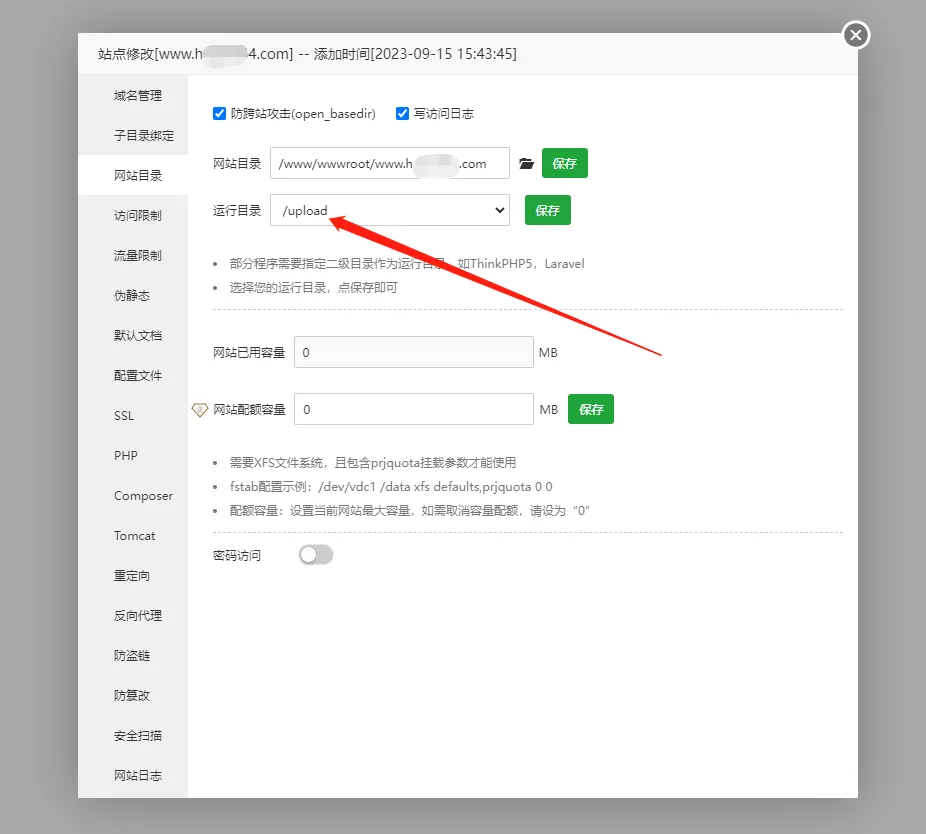 站点修改[www.h 4.com] -- 添加时间[2023-09-15 15:43:45]
域名管理
子目录绑定
网站目录
访问限制
流量限制
伪静态
默认文档
配置文件
SSL
PHP
Composer
Tomcat
重定向
反向代理
防盗链
防篡改
安全扫描
网站日志
防跨站攻击(open_basedir) 写访问日志
网站目录 /www/wwwroot/www.h .com 保存
运行目录 /upload 保存
部分程序需要指定二级目录作为运行目录，如ThinkPHP5，Laravel
选择您的运行目录，点保存即可
网站已用容量 0 MB
网站配额容量 0 MB 保存
需要XFS文件系统，且包含prjquota挂载参数才能使用
fstab配置示例：/dev/vdc1 /data xfs defaults,prjquota 0 0
配额容量：设置当前网站最大容量，如需取消容量配额，请设为“0”
密码访问